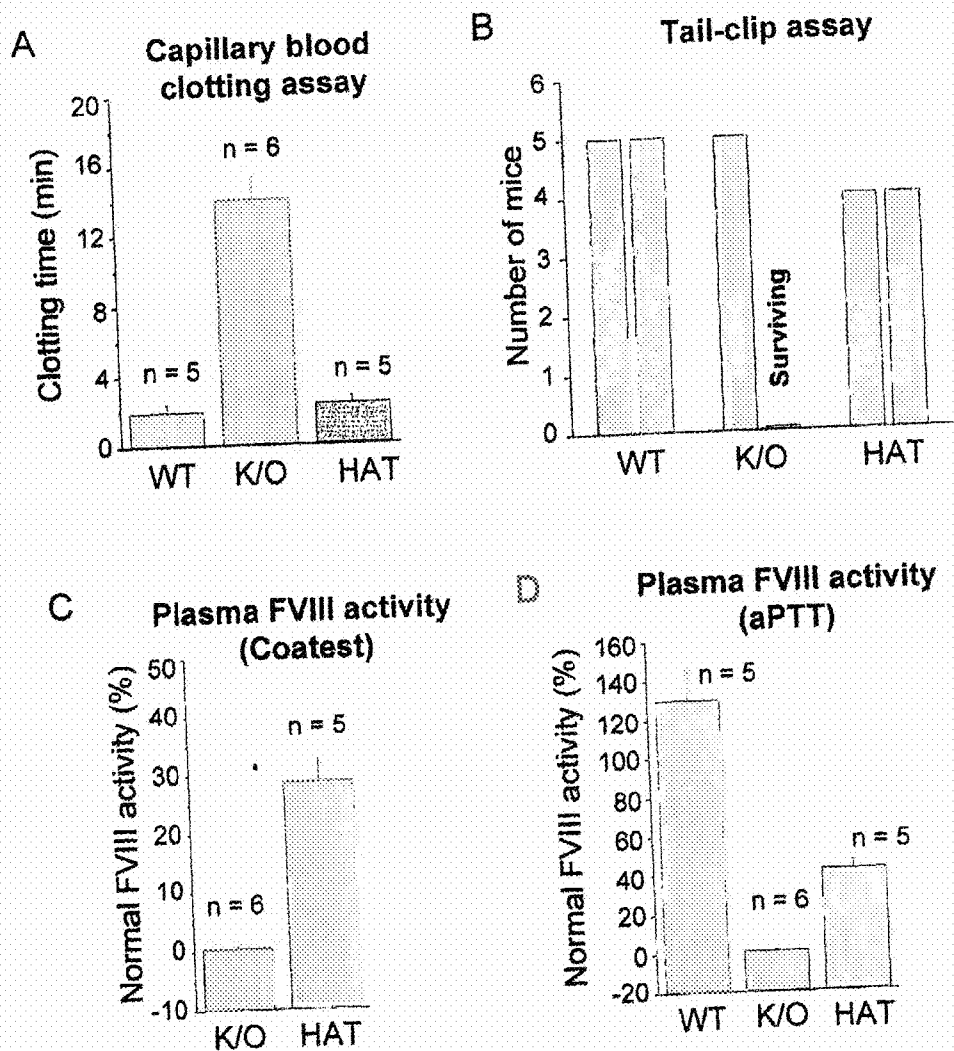 A
Capillary blood
clotting assay
Clotting time (min)
20
16
12
8
4
0
n = 5
n = 6
n = 5
WT
K/O
HAT
B
Tail-clip assay
Number of mice
6
5
4
3
2
1
0
Surviving
WT
K/O
HAT
C
Plasma FVIII activity
(Coatest)
Normal FVIII activity (%)
50
40
30
20
10
0
-10
n = 6
n = 5
K/O
HAT
D
Plasma FVIII activity
(aPTT)
Normal FVIII activity (%)
160
140
120
100
80
60
40
20
0
-20
n = 5
n = 6
n = 5
WT
K/O
HAT